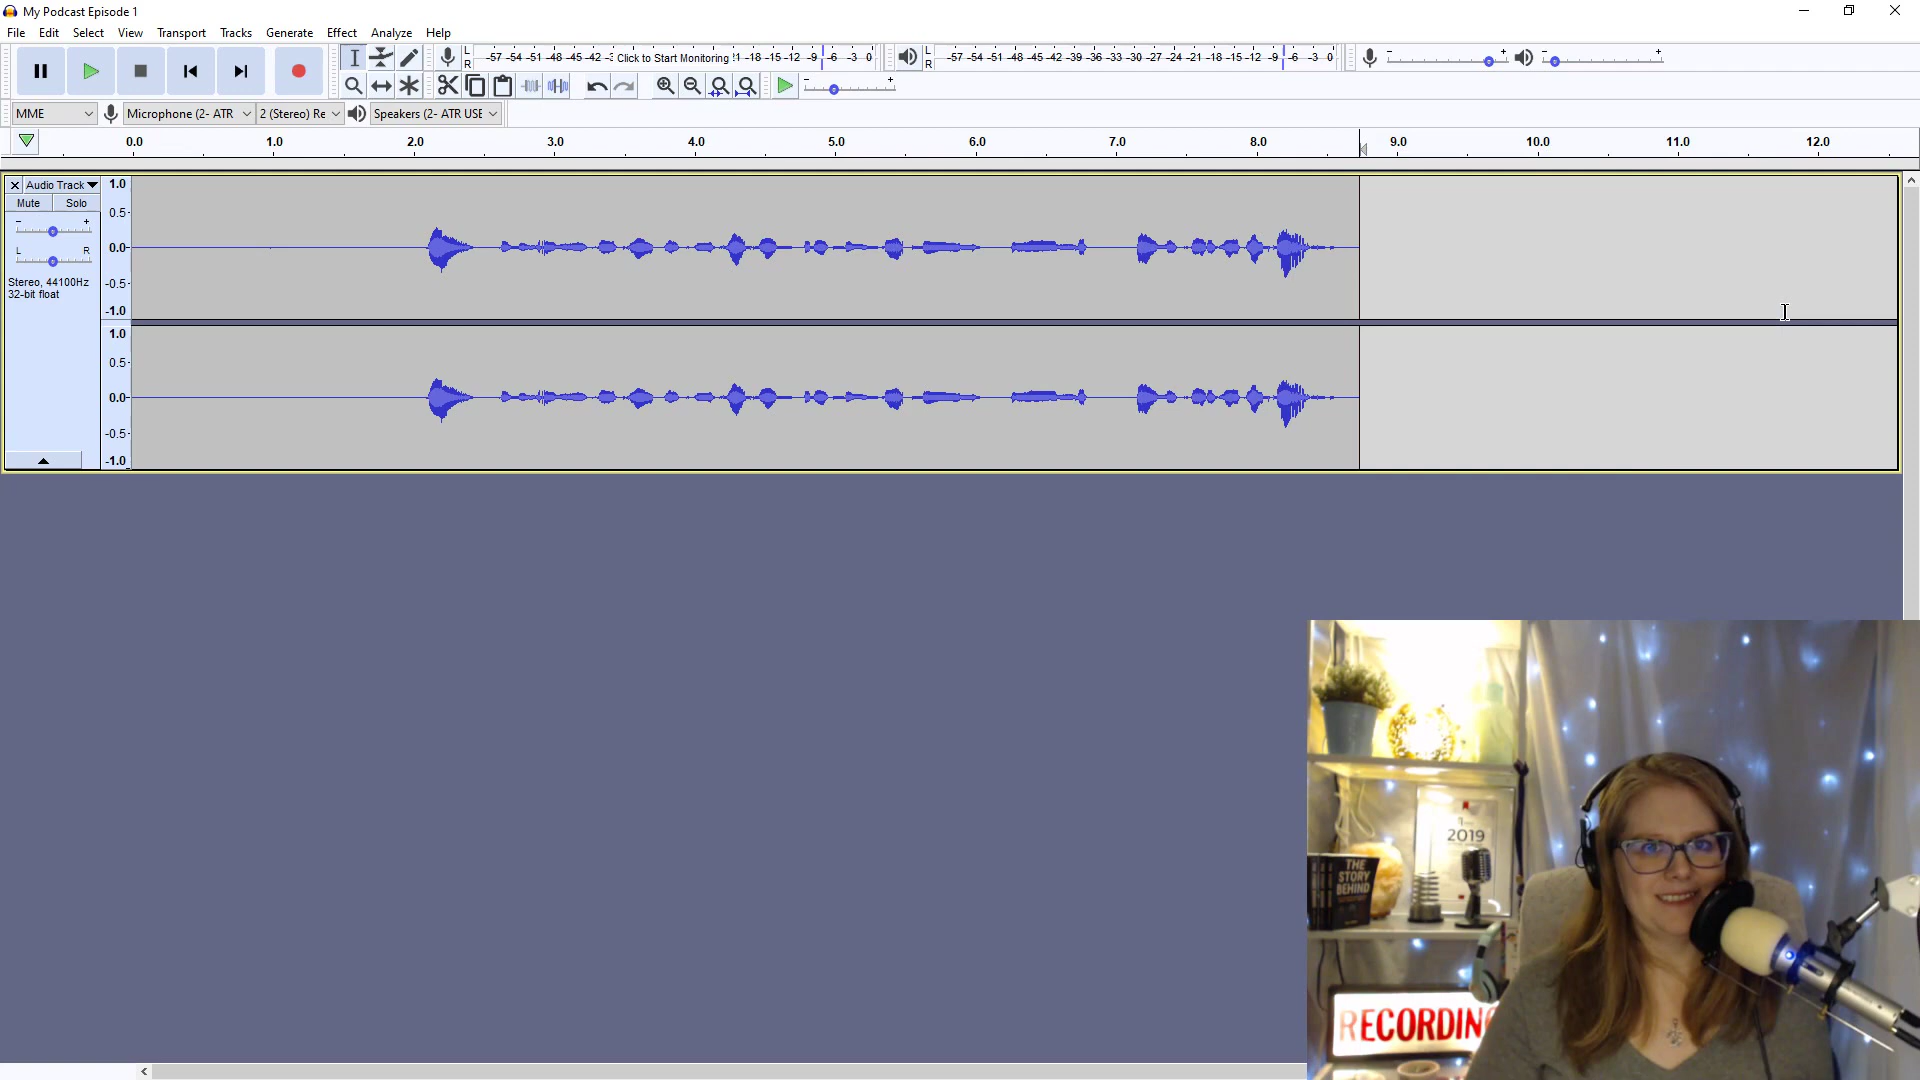 My Podcast Episode 1
File Edit Select View Transport Tracks Generate Effect Analyze Help
L
R
-57 -54 -51 -48 -45 -42 -3 Click to Start Monitoring !1 -18 -15 -12 -9 -6 -3 0
L
R
-57 -54 -51 -48 -45 -42 -39 -36 -33 -30 -27 -24 -21 -18 -15 -12 -9 -6 -3 0
- +
- +
- +
MME
Microphone (2- ATR
2 (Stereo) Re
Speakers (2- ATR USE
0.0 1.0 2.0 3.0 4.0 5.0 6.0 7.0 8.0 9.0 10.0 11.0 12.0
Audio Track
Mute Solo
- +
L R
Stereo, 44100Hz
32-bit float
1.0
0.5-
0.0-
-0.5-
-1.0
1.0
0.5-
0.0-
-0.5-
-1.0
2019
THE
STORY
BEHIND
RECORDING